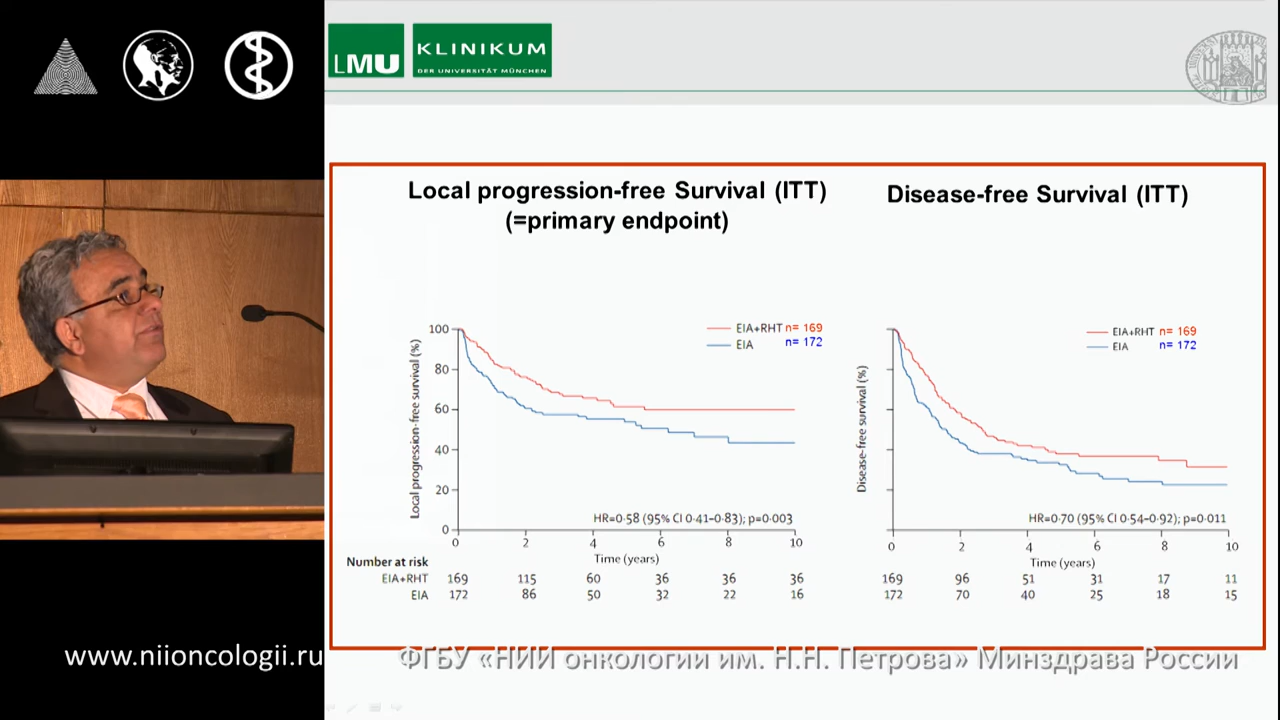 LMU
KLINIKUM
DER UNIVERSITÄT MÜNCHEN
Local progression-free Survival (ITT)
(=primary endpoint)
Local progression-free survival (%)
100
80
60
40
20
0
EIA+RHT n= 169
EIA n= 172
HR=0·58 (95% CI 0·41–0·83); p=0·003
0 2 4 6 8 10
Time (years)
Number at risk
EIA+RHT 169 115 60 36 36 36
EIA 172 86 50 32 22 16
Disease-free Survival (ITT)
Disease-free survival (%)
EIA+RHT n= 169
EIA n= 172
HR=0·70 (95% CI 0·54–0·92); p=0·011
0 2 4 6 8 10
Time (years)
169 96 51 31 17 11
172 70 40 25 18 15
www.niioncologii.ru
ФГБУ «НИИ онкологии им. Н.Н. Петрова» Минздрава России